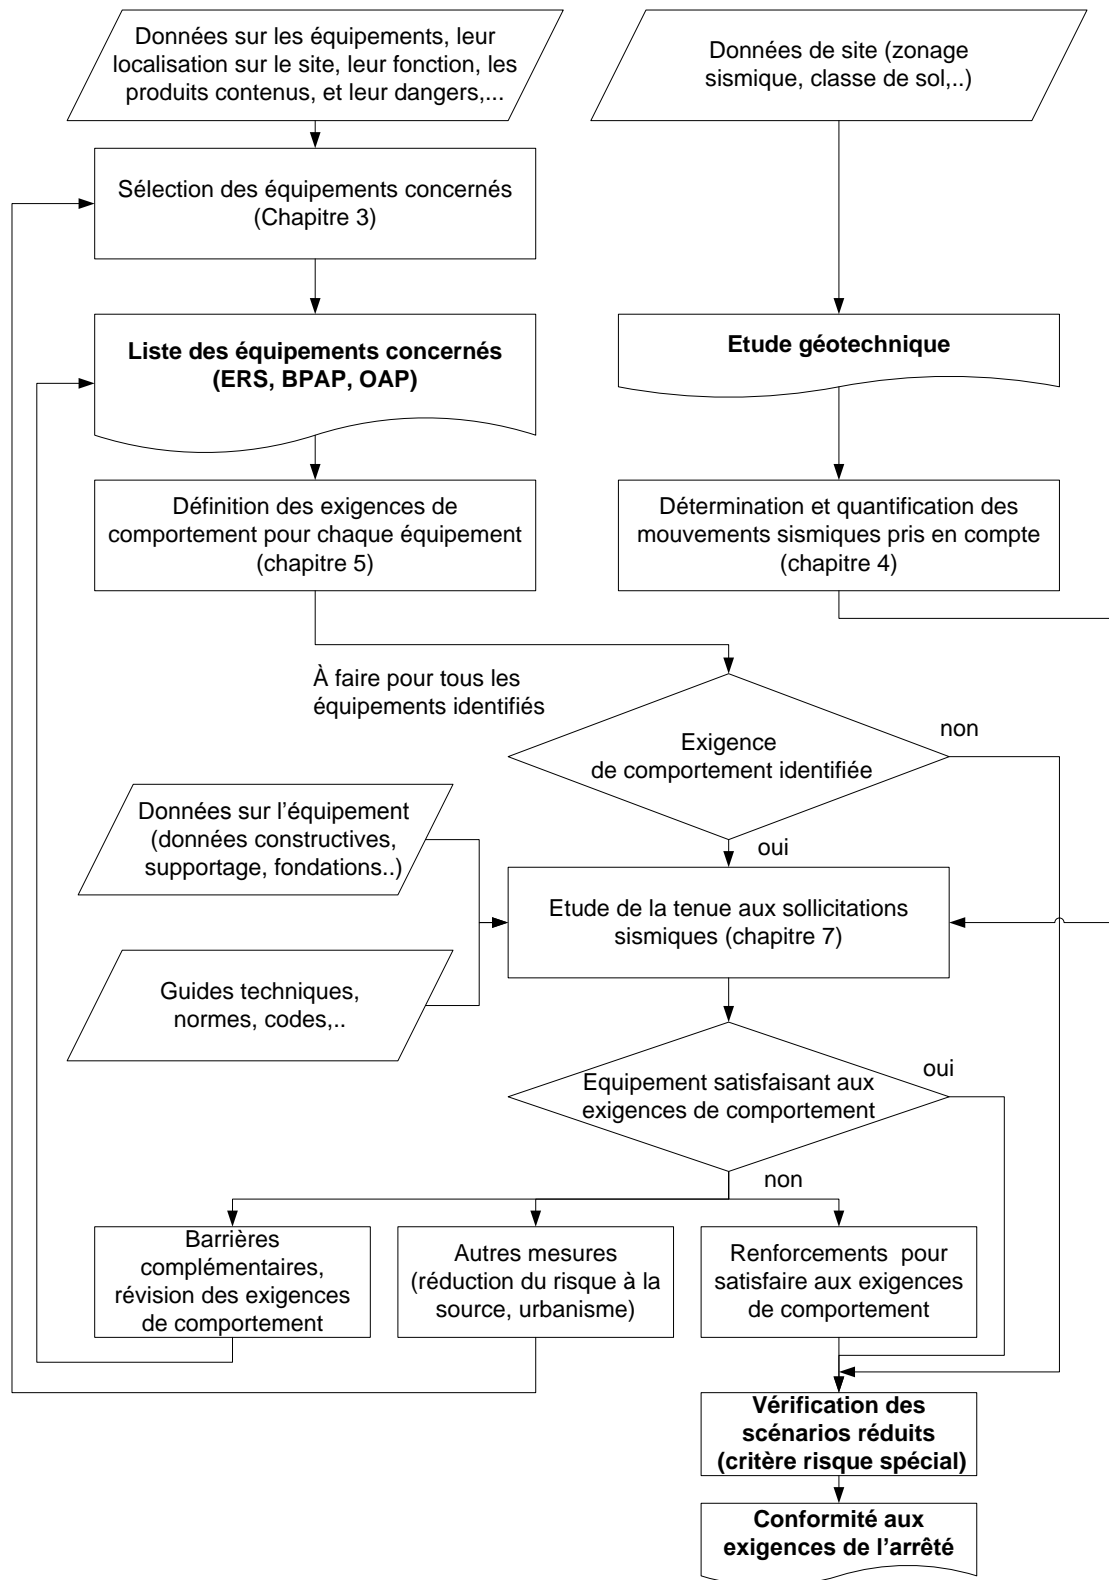 Données sur les équipements, leur
localisation sur le site, leur fonction, les
produits contenus, et leur dangers,...
Données de site (zonage
sismique, classe de sol,..)
Sélection des équipements concernés
(Chapitre 3)
Liste des équipements concernés
(ERS, BPAP, OAP)
Etude géotechnique
Définition des exigences de
comportement pour chaque équipement
(chapitre 5)
Détermination et quantification des
mouvements sismiques pris en compte
(chapitre 4)
À faire pour tous les
équipements identifiés
Exigence
de comportement identifiée
non
oui
Données sur l’équipement
(données constructives,
supportage, fondations..)
Etude de la tenue aux sollicitations
sismiques (chapitre 7)
Guides techniques,
normes, codes,..
Equipement satisfaisant aux
exigences de comportement
oui
non
Barrières
complémentaires,
révision des exigences
de comportement
Autres mesures
(réduction du risque à la
source, urbanisme)
Renforcements pour
satisfaire aux exigences
de comportement
Vérification des
scénarios réduits
(critère risque spécial)
Conformité aux
exigences de l’arrêté